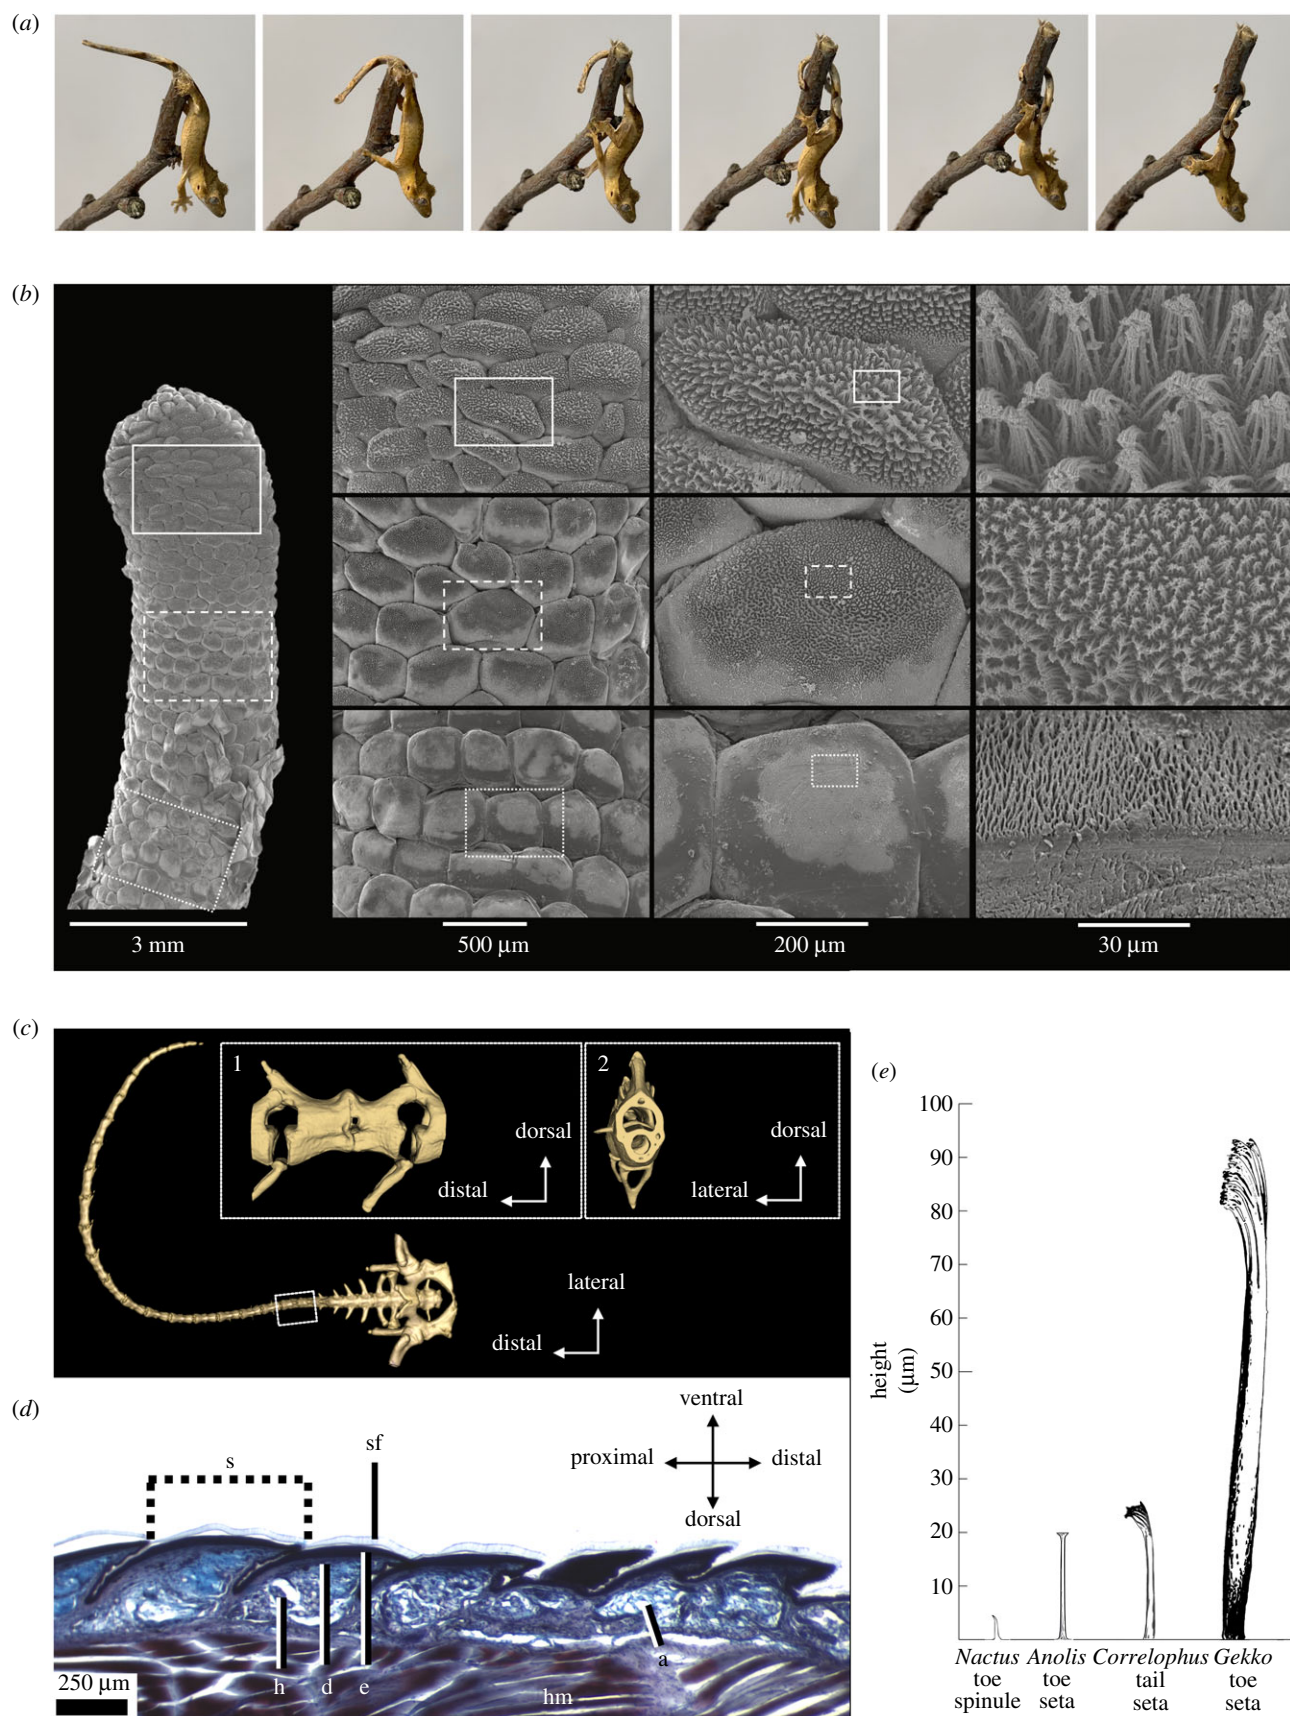 (a)
(b)
3 mm
500 µm
200 µm
30 µm
(c)
1
dorsal
distal
2
dorsal
lateral
lateral
distal
(d)
s
sf
ventral
proximal
distal
dorsal
h
d
e
a
hm
250 µm
(e)
100
90
80
70
60
50
40
30
20
10
height
(µm)
Nactus
toe
spinule
Anolis
toe
seta
Correlophus
tail
seta
Gekko
toe
seta